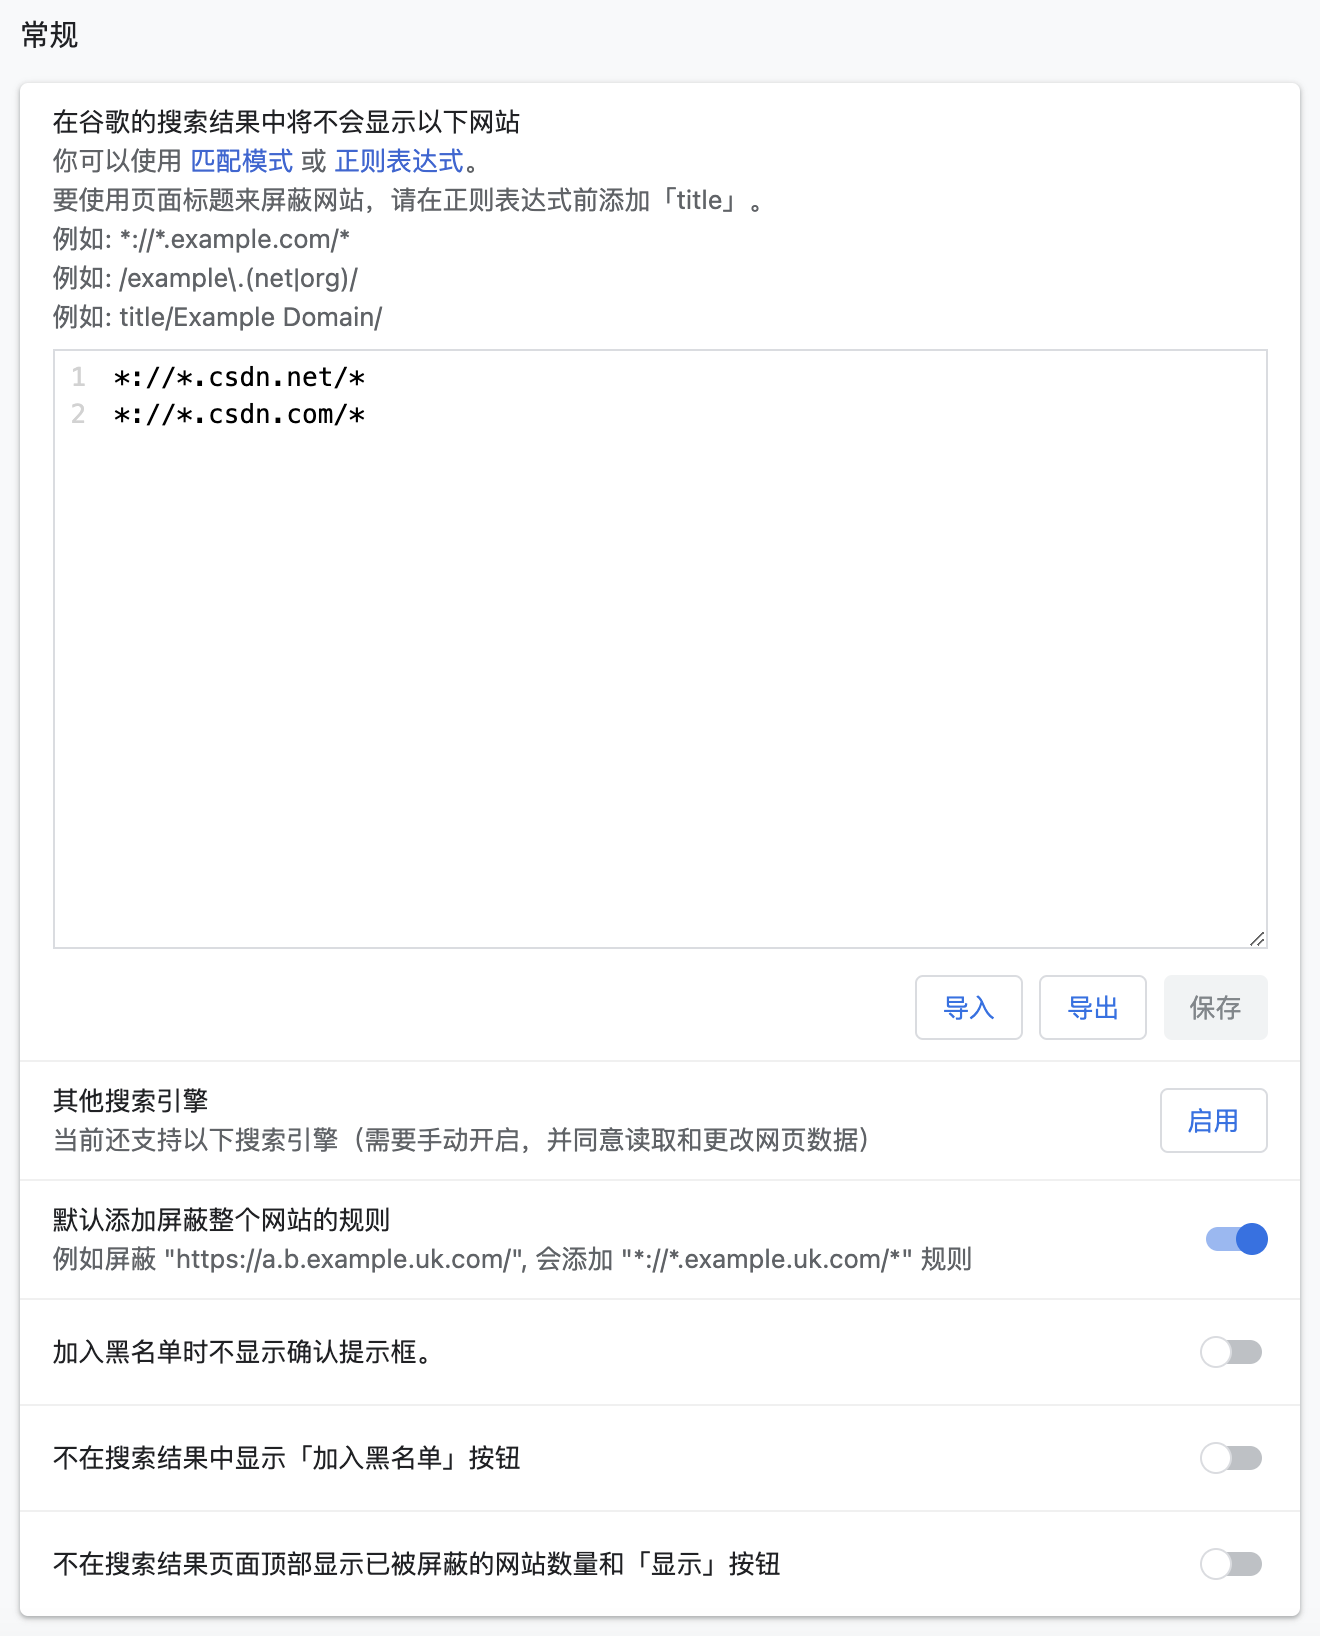 常规
在谷歌的搜索结果中将不会显示以下网站
你可以使用 匹配模式 或 正则表达式。
要使用页面标题来屏蔽网站，请在正则表达式前添加「title」。
例如: *://*.example.com/*
例如: /example\.(net|org)/
例如: title/Example Domain/
1 *://*.csdn.net/*
2 *://*.csdn.com/*
导入 导出 保存
其他搜索引擎
当前还支持以下搜索引擎（需要手动开启，并同意读取和更改网页数据）
启用
默认添加屏蔽整个网站的规则
例如屏蔽 "https://a.b.example.uk.com/", 会添加 "*://*.example.uk.com/*" 规则
加入黑名单时不显示确认提示框。
不在搜索结果中显示「加入黑名单」按钮
不在搜索结果页面顶部显示已被屏蔽的网站数量和「显示」按钮